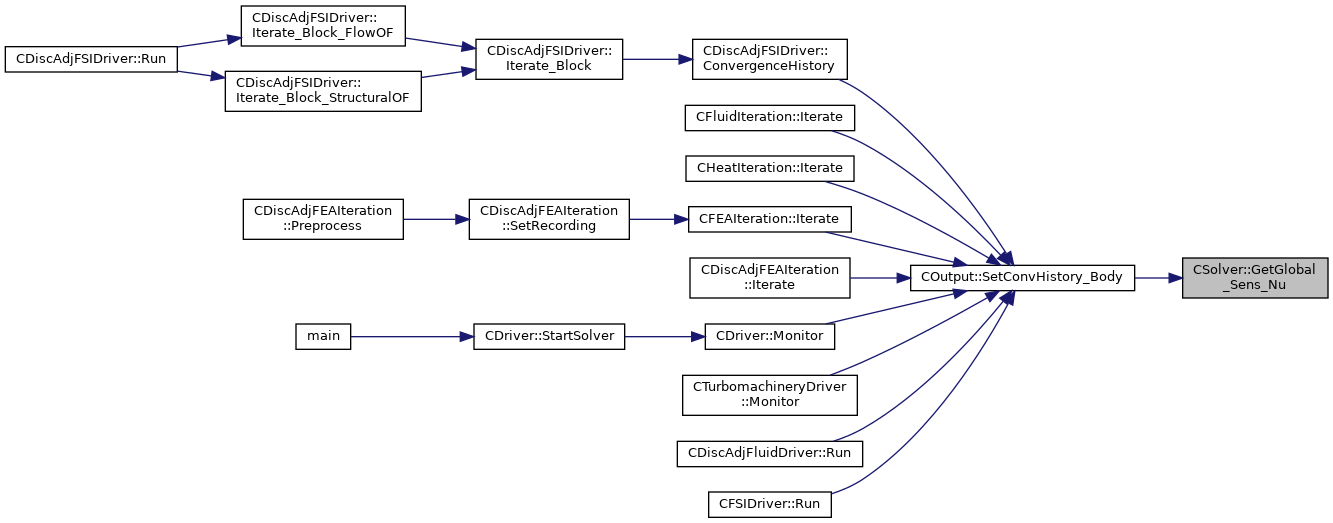 CDiscAdjFSIDriver::Run
CDiscAdjFSIDriver::
Iterate_Block_FlowOF
CDiscAdjFSIDriver::
Iterate_Block_StructuralOF
CDiscAdjFSIDriver::
Iterate_Block
CDiscAdjFSIDriver::
ConvergenceHistory
CFluidIteration::Iterate
CHeatIteration::Iterate
CDiscAdjFEAIteration
::Preprocess
CDiscAdjFEAIteration
::SetRecording
CFEAIteration::Iterate
CDiscAdjFEAIteration
::Iterate
main
CDriver::StartSolver
CDriver::Monitor
CTurbomachineryDriver
::Monitor
CDiscAdjFluidDriver::Run
CFSIDriver::Run
COutput::SetConvHistory_Body
CSolver::GetGlobal
_Sens_Nu